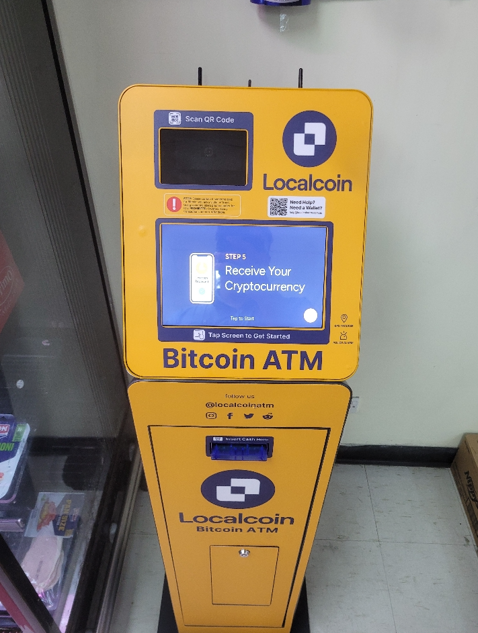 Scan QR Code
Localcoin
Need Help?
Need a Wallet?
STEP 5
Receive Your
Cryptocurrency
Tap to Start
Tap Screen to Get Started
Bitcoin ATM
follow us
@localcoinatm
Insert Cash Here
Localcoin
Bitcoin ATM